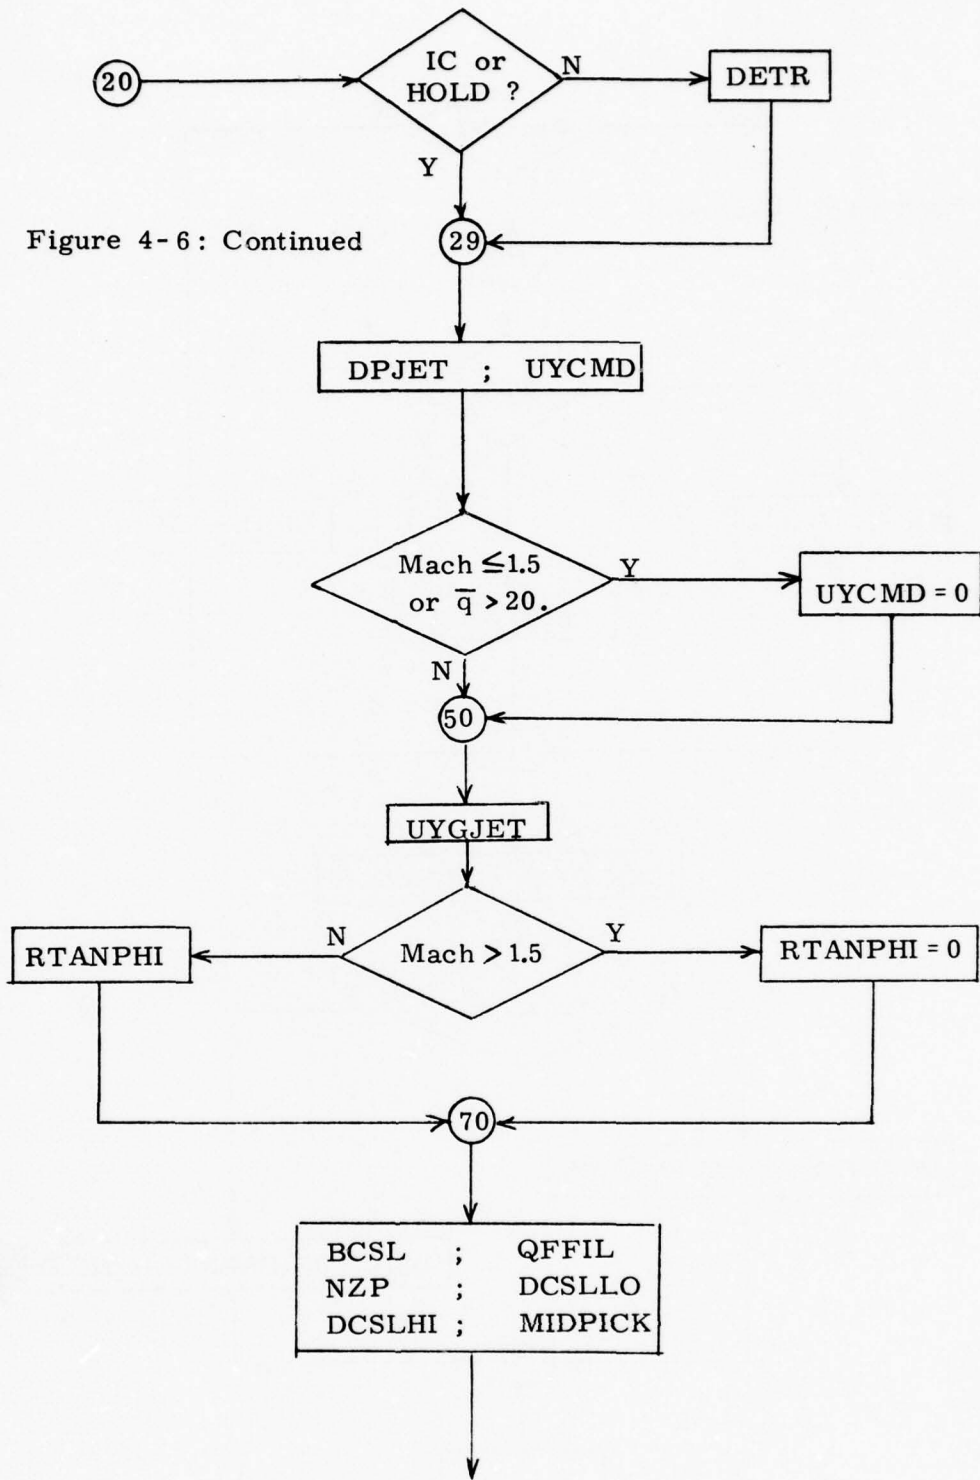 IC or
HOLD ?
N
DETR
20
Y
Figure 4-6: Continued
29
DPJET ; UYCMD
Mach ≤1.5
or q̅ >20.
Y
UYCMD = 0
N
50
UYGJET
N
Mach > 1.5
Y
RTANPHI
RTANPHI = 0
70
BCSL ; QFFIL
NZP ; DCSLLO
DCSLHI ; MIDPICK